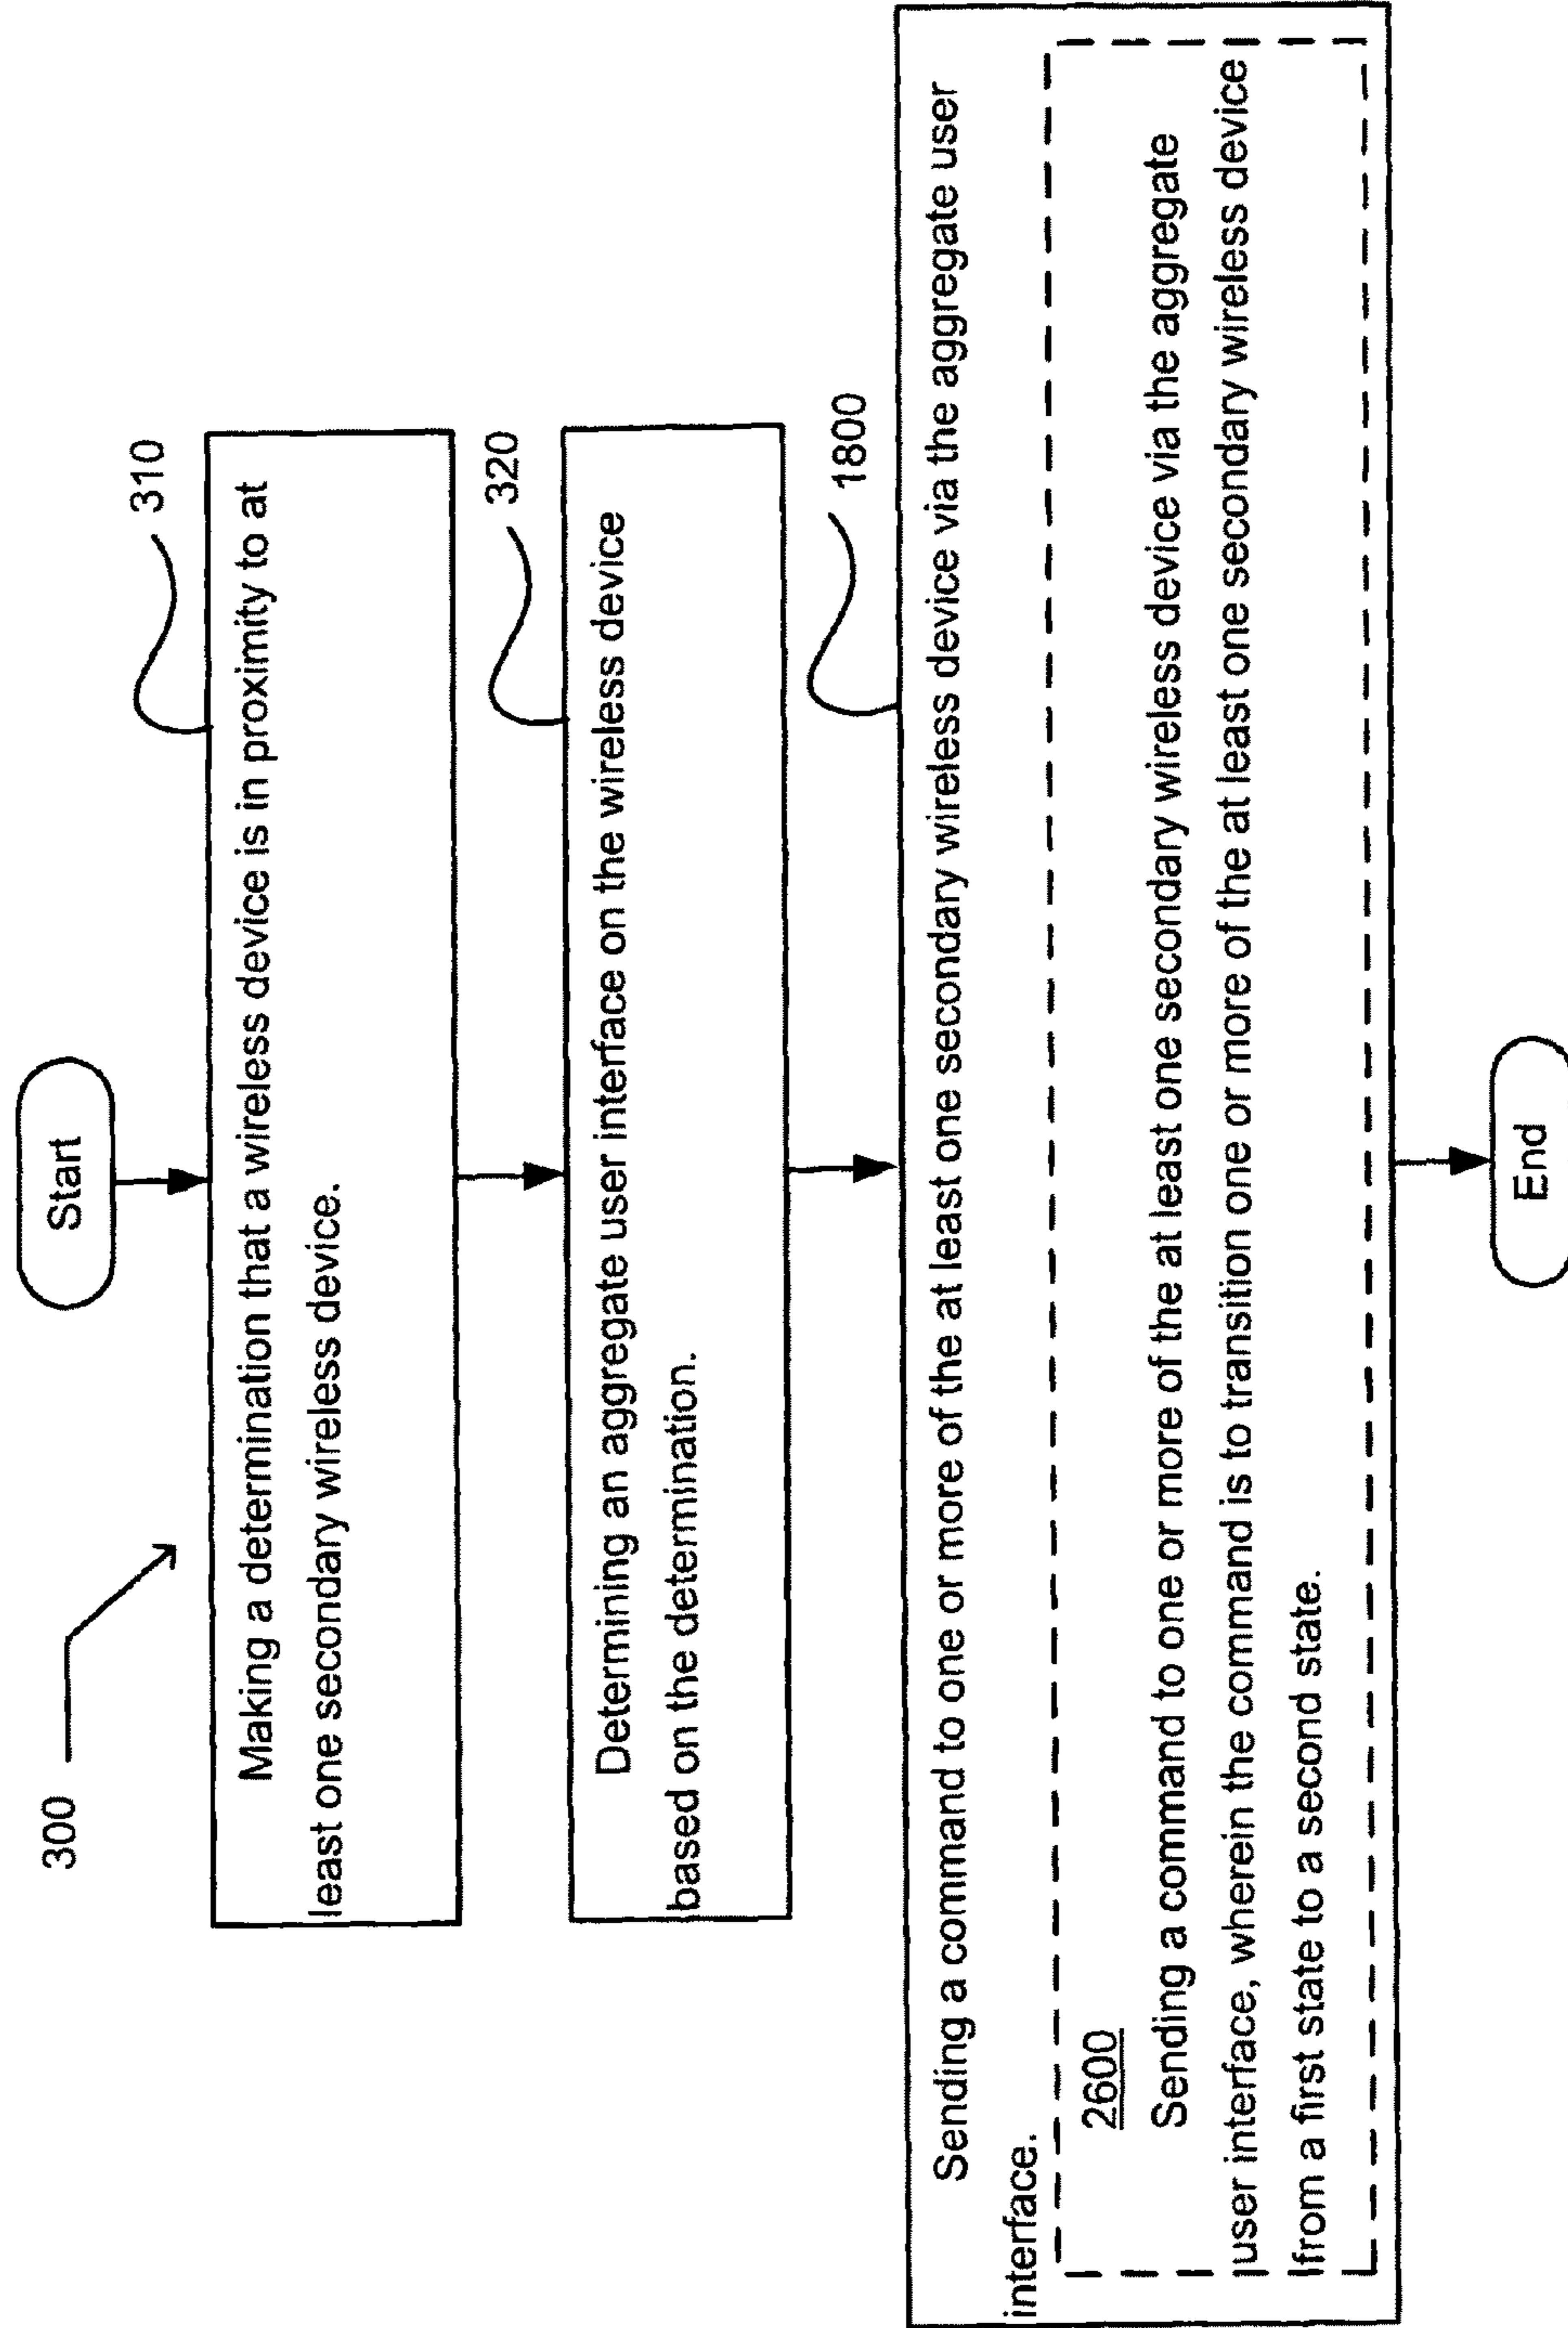 300
Start
310
Making a determination that a wireless device is in proximity to at
least one secondary wireless device.
320
Determining an aggregate user interface on the wireless device
based on the determination.
1800
Sending a command to one or more of the at least one secondary wireless device via the aggregate user
interface.
2600
Sending a command to one or more of the at least one secondary wireless device via the aggregate
user interface, wherein the command is to transition one or more of the at least one secondary wireless device
from a first state to a second state.
End